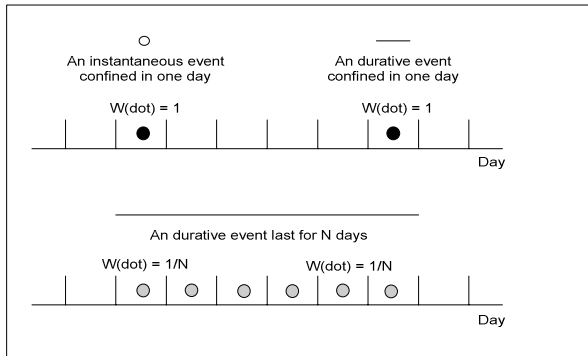 An instantaneous event
confined in one day
An durative event
confined in one day
W(dot) = 1
W(dot) = 1
Day
An durative event last for N days
W(dot) = 1/N
W(dot) = 1/N
Day